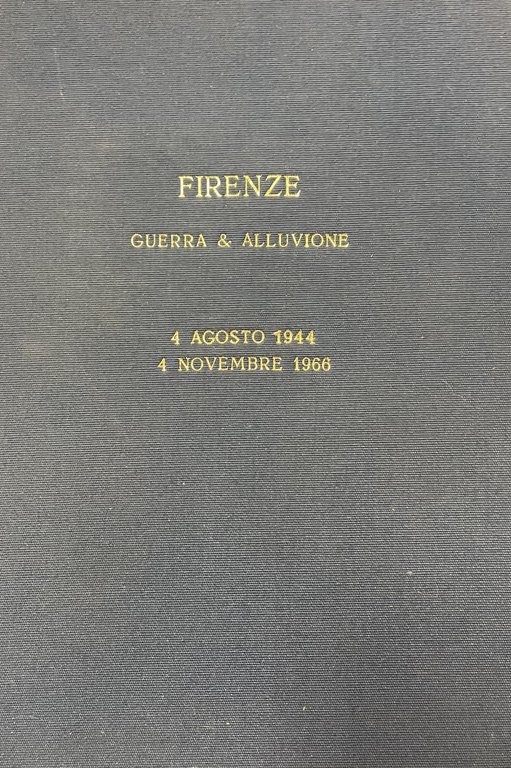 FIRENZE
GUERRA & ALLUVIONE
4 AGOSTO 1944
4 NOVEMBRE 1966